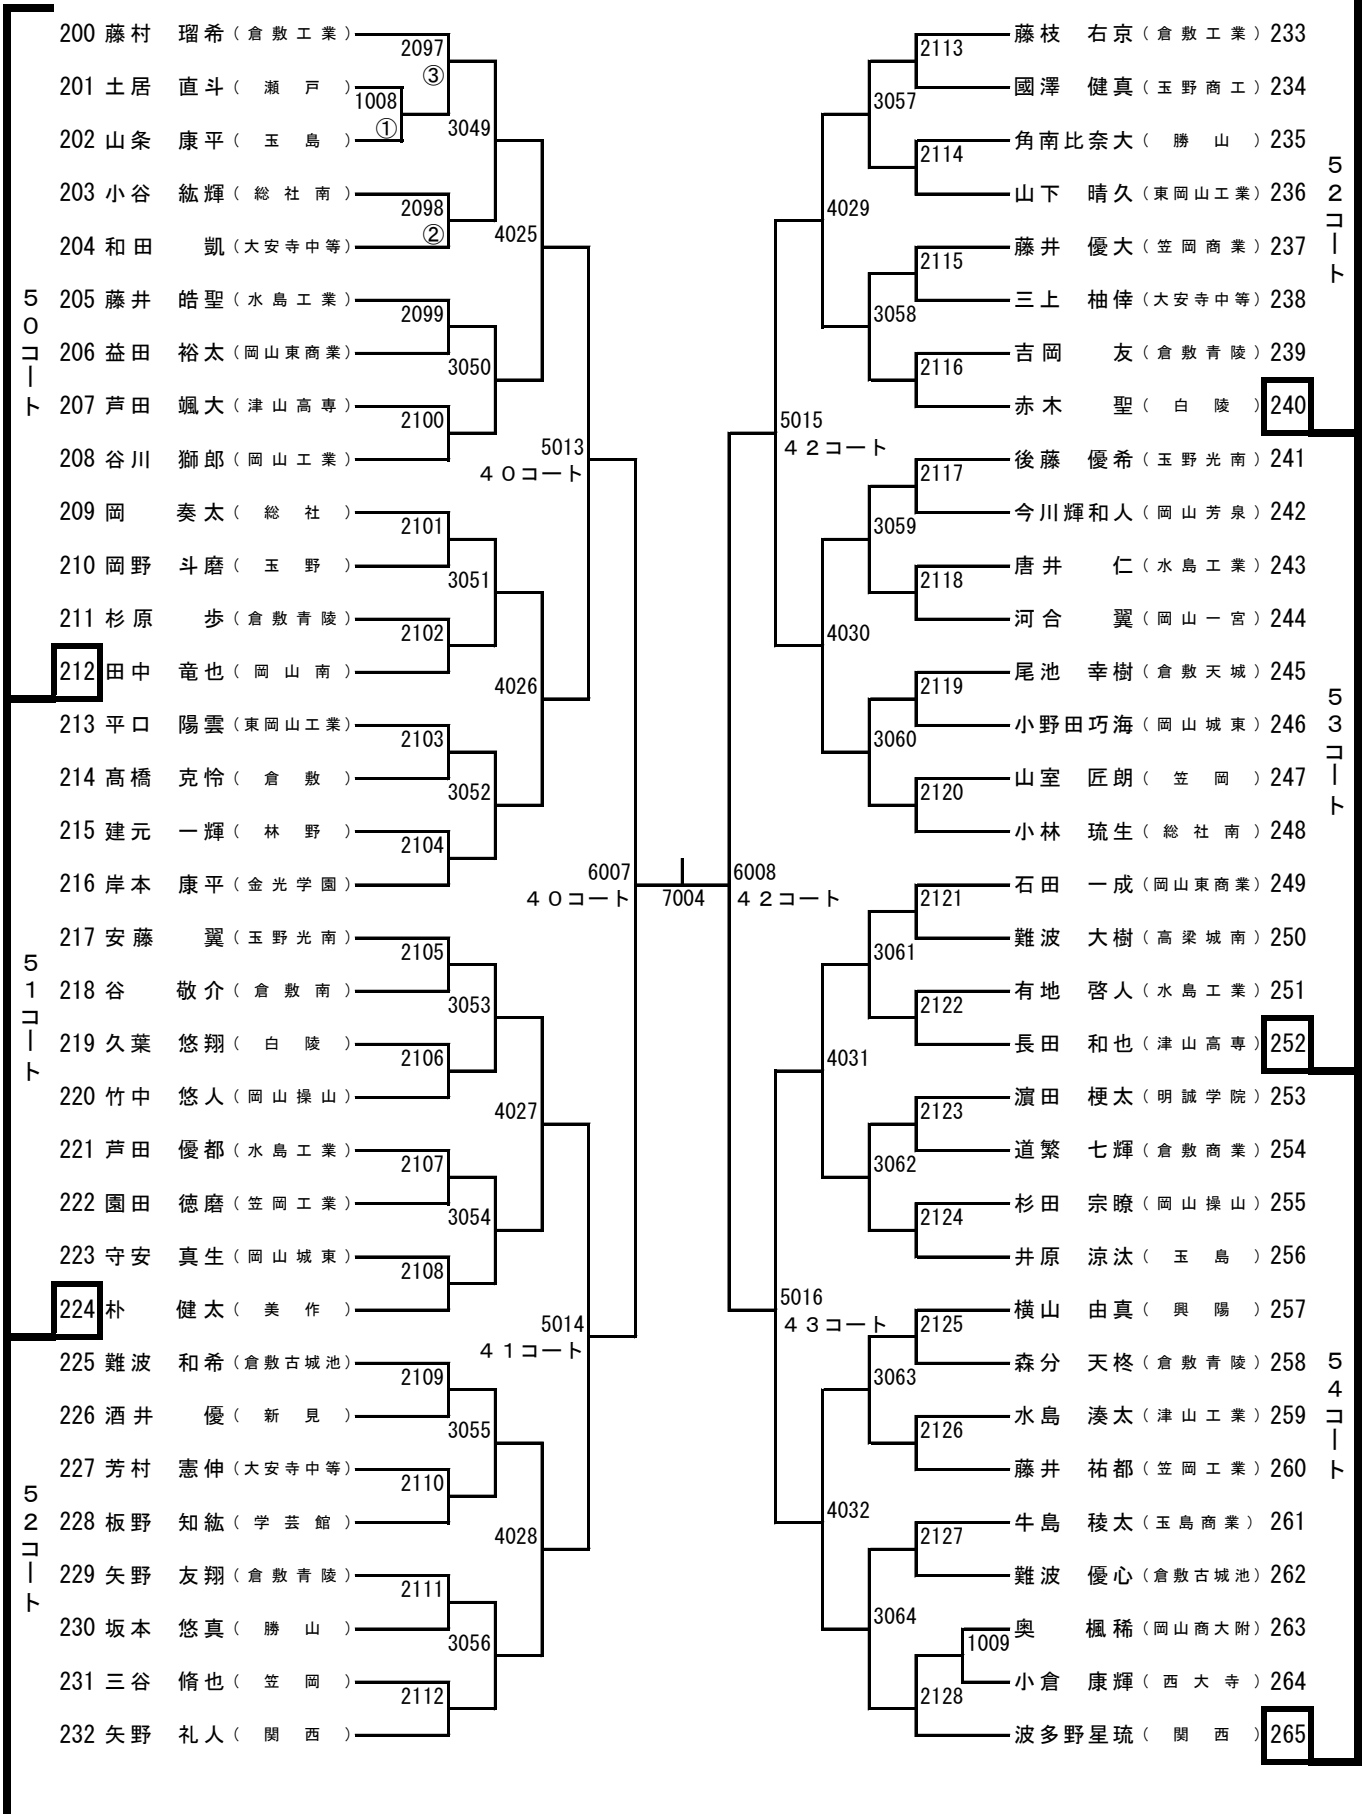 200 藤村 瑠希（倉敷工業）
201 土居 直斗（瀬戸）
202 山条 康平（玉島）
203 小谷 紘輝（総社南）
204 和田 凱（大安寺中等）
205 藤井 皓聖（水島工業）
206 益田 裕太（岡山東商業）
207 芦田 颯大（津山高専）
208 谷川 獅郎（岡山工業）
209 岡 奏太（総社）
210 岡野 斗磨（玉野）
211 杉原 歩（倉敷青陵）
212 田中 竜也（岡山南）
213 平口 陽雲（東岡山工業）
214 髙橋 克怜（倉敷）
215 建元 一輝（林野）
216 岸本 康平（金光学園）
217 安藤 翼（玉野光南）
218 谷 敬介（倉敷南）
219 久葉 悠翔（白陵）
220 竹中 悠人（岡山操山）
221 芦田 優都（水島工業）
222 園田 徳磨（笠岡工業）
223 守安 真生（岡山城東）
224 朴 健太（美作）
225 難波 和希（倉敷古城池）
226 酒井 優（新見）
227 芳村 憲伸（大安寺中等）
228 板野 知紘（学芸館）
229 矢野 友翔（倉敷青陵）
230 坂本 悠真（勝山）
231 三谷 脩也（笠岡）
232 矢野 礼人（関西）
50コート
51コート
52コート
1008
①
2097
③
2098
②
2099
2100
2101
2102
2103
2104
2105
2106
2107
2108
2109
2110
2111
2112
3049
3050
3051
3052
3053
3054
3055
3056
4025
4026
4027
4028
5013
40コート
5014
41コート
6007
40コート
7004
6008
42コート
5015
42コート
5016
43コート
4029
4030
4031
4032
3057
3058
3059
3060
3061
3062
3063
3064
2113
2114
2115
2116
2117
2118
2119
2120
2121
2122
2123
2124
2125
2126
2127
2128
1009
藤枝 右京（倉敷工業）233
國澤 健真（玉野商工）234
角南比奈大（勝山）235
山下 晴久（東岡山工業）236
藤井 優大（笠岡商業）237
三上 柚倖（大安寺中等）238
吉岡 友（倉敷青陵）239
赤木 聖（白陵）240
後藤 優希（玉野光南）241
今川輝和人（岡山芳泉）242
唐井 仁（水島工業）243
河合 翼（岡山一宮）244
尾池 幸樹（倉敷天城）245
小野田巧海（岡山城東）246
山室 匠朗（笠岡）247
小林 琉生（総社南）248
石田 一成（岡山東商業）249
難波 大樹（高梁城南）250
有地 啓人（水島工業）251
長田 和也（津山高専）252
濵田 梗太（明誠学院）253
道繁 七輝（倉敷商業）254
杉田 宗瞭（岡山操山）255
井原 涼汰（玉島）256
横山 由真（興陽）257
森分 天柊（倉敷青陵）258
水島 湊太（津山工業）259
藤井 祐都（笠岡工業）260
牛島 稜太（玉島商業）261
難波 優心（倉敷古城池）262
奥 楓稀（岡山商大附）263
小倉 康輝（西大寺）264
波多野星琉（関西）265
52コート
53コート
54コート